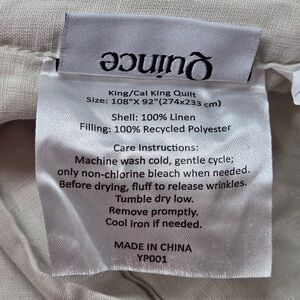 Quince
King/Cal King Quilt
Size: 108"X 92"(274x233 cm)
Shell: 100% Linen
Filling: 100% Recycled Polyester
Care Instructions:
Machine wash cold, gentle cycle;
only non-chlorine bleach when needed.
Before drying, fluff to release wrinkles.
Tumble dry low.
Remove promptly.
Cool iron if needed.
MADE IN CHINA
YP001